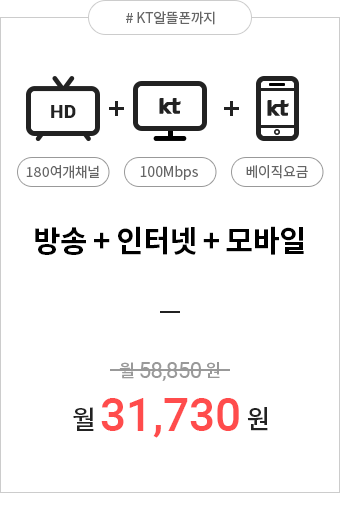 # KT알뜰폰까지
HD + kt + kt
180여개채널 100Mbps 베이직요금
방송 + 인터넷 + 모바일
월 58,850 원
월 31,730 원